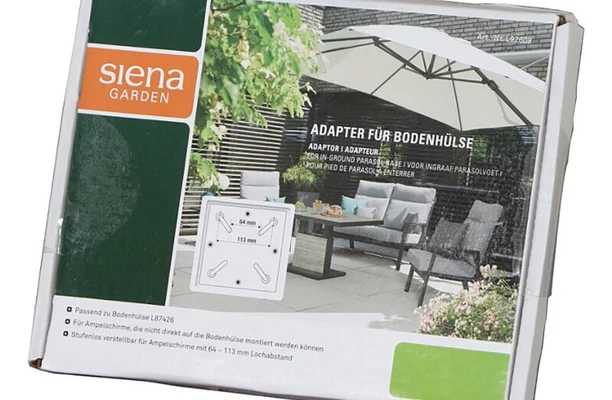 siena
GARDEN
Art.-Nr. L92008
ADAPTER FÜR BODENHÜLSE
ADAPTOR I ADAPTEUR
FOR IN-GROUND PARASOL BASE I VOOR INGRAAF PARASOLVOET I
POUR PIED DE PARASOL À ENTERRER
64 mm
113 mm
Passend zu Bodenhülse L87426
Für Ampelschirme, die nicht direkt auf die Bodenhülse montiert werden können
Stufenlos verstellbar für Ampelschirme mit 64 – 113 mm Lochabstand